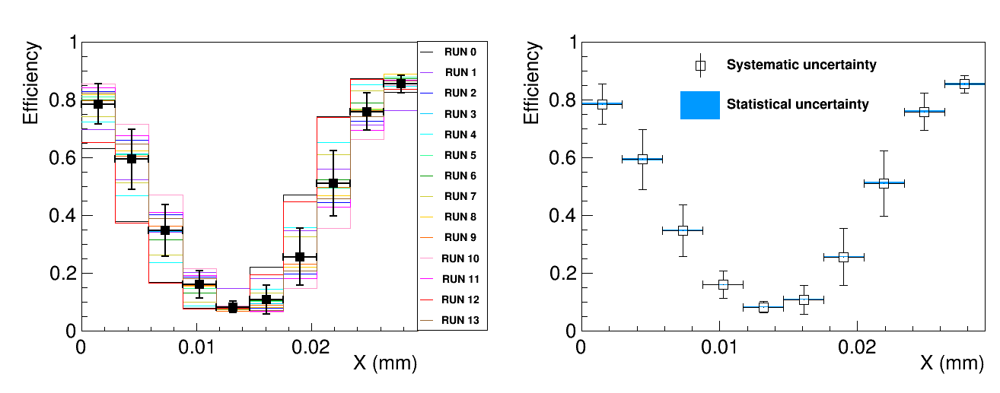 Efficiency
1
0.8
0.6
0.4
0.2
0
0
0.01
0.02
X (mm)
RUN 0
RUN 1
RUN 2
RUN 3
RUN 4
RUN 5
RUN 6
RUN 7
RUN 8
RUN 9
RUN 10
RUN 11
RUN 12
RUN 13
Efficiency
1
0.8
0.6
0.4
0.2
0
0
0.01
0.02
X (mm)
Systematic uncertainty
Statistical uncertainty